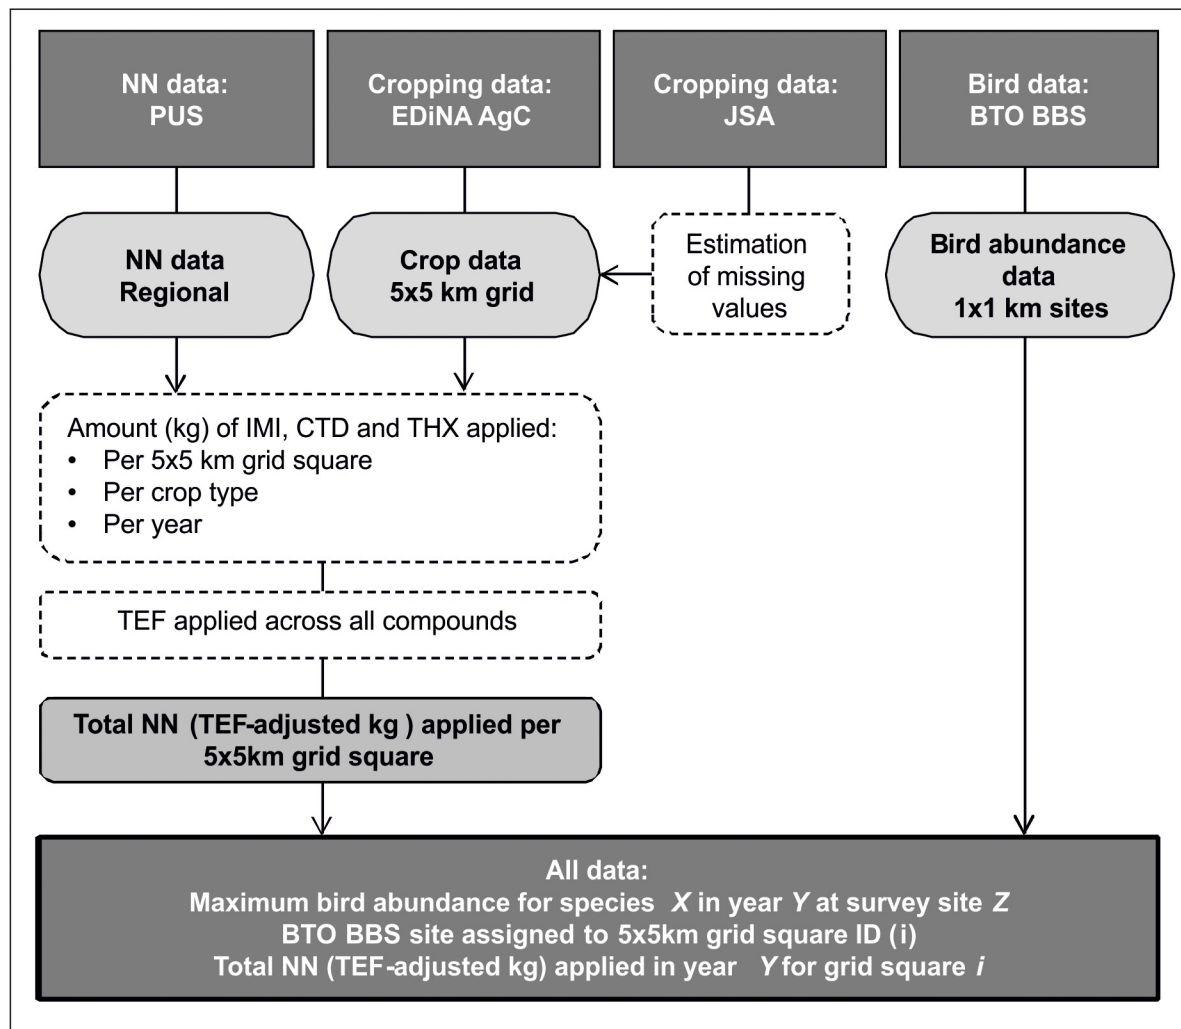 NN data:
PUS
Cropping data:
EDiNA AgC
Cropping data:
JSA
Bird data:
BTO BBS
NN data
Regional
Crop data
5x5 km grid
Estimation
of missing
values
Bird abundance
data
1x1 km sites
Amount (kg) of IMI, CTD and THX applied:
• Per 5x5 km grid square
• Per crop type
• Per year
TEF applied across all compounds
Total NN (TEF-adjusted kg ) applied per
5x5km grid square
All data:
Maximum bird abundance for species X in year Y at survey site Z
BTO BBS site assigned to 5x5km grid square ID (i)
Total NN (TEF-adjusted kg) applied in year Y for grid square i